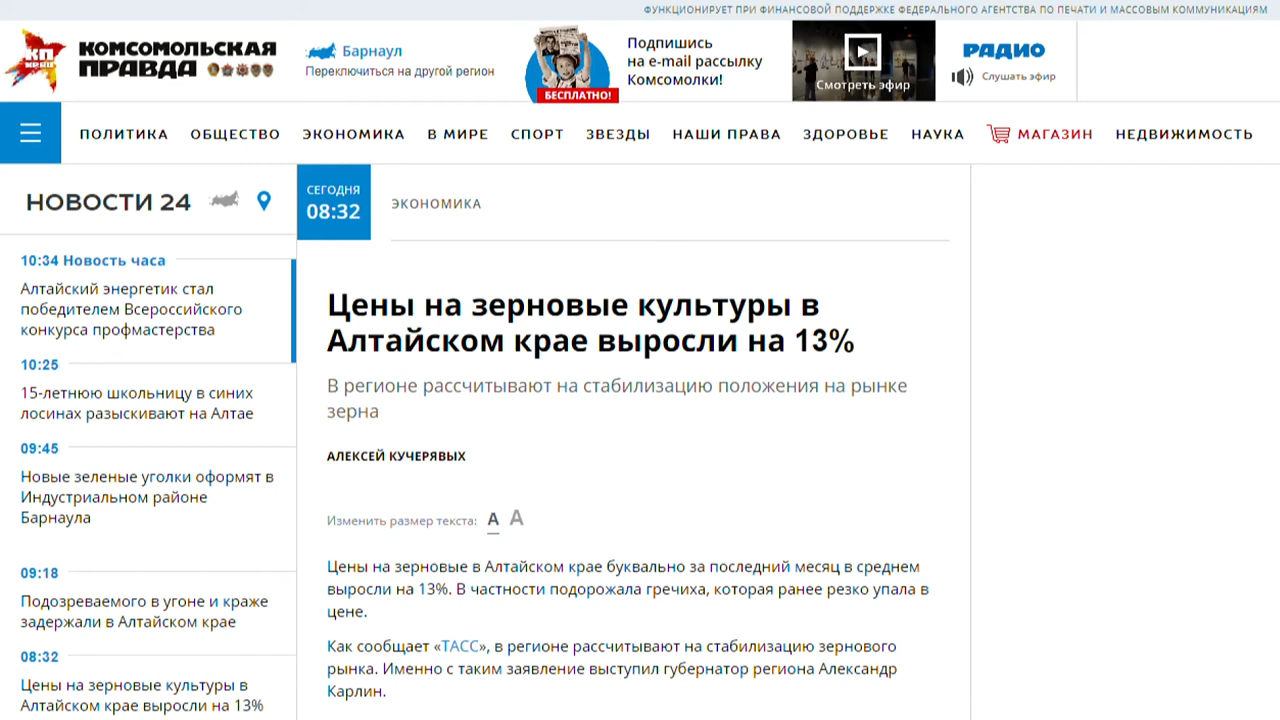 ФУНКЦИОНИРУЕТ ПРИ ФИНАНСОВОЙ ПОДДЕРЖКЕ ФЕДЕРАЛЬНОГО АГЕНТСТВА ПО ПЕЧАТИ И МАССОВЫМ КОММУНИКАЦИЯМ
КП
КОМСОМОЛЬСКАЯ
ПРАВДА
Барнаул
Переключиться на другой регион
БЕСПЛАТНО!
Подпишись
на e-mail рассылку
Комсомолки!
Смотреть эфир
РАДИО
Слушать эфир
ПОЛИТИКА ОБЩЕСТВО ЭКОНОМИКА В МИРЕ СПОРТ ЗВЕЗДЫ НАШИ ПРАВА ЗДОРОВЬЕ НАУКА МАГАЗИН НЕДВИЖИМОСТЬ
НОВОСТИ 24
10:34 Новость часа
Алтайский энергетик стал
победителем Всероссийского
конкурса профмастерства
10:25
15-летнюю школьницу в синих
лосинах разыскивают на Алтае
09:45
Новые зеленые уголки оформят в
Индустриальном районе
Барнаула
09:18
Подозреваемого в угоне и краже
задержали в Алтайском крае
08:32
Цены на зерновые культуры в
Алтайском крае выросли на 13%
СЕГОДНЯ
08:32
ЭКОНОМИКА
Цены на зерновые культуры в
Алтайском крае выросли на 13%
В регионе рассчитывают на стабилизацию положения на рынке
зерна
АЛЕКСЕЙ КУЧЕРЯВЫХ
Изменить размер текста: A A
Цены на зерновые в Алтайском крае буквально за последний месяц в среднем
выросли на 13%. В частности подорожала гречиха, которая ранее резко упала в
цене.
Как сообщает «ТАСС», в регионе рассчитывают на стабилизацию зернового
рынка. Именно с таким заявление выступил губернатор региона Александр
Карлин.